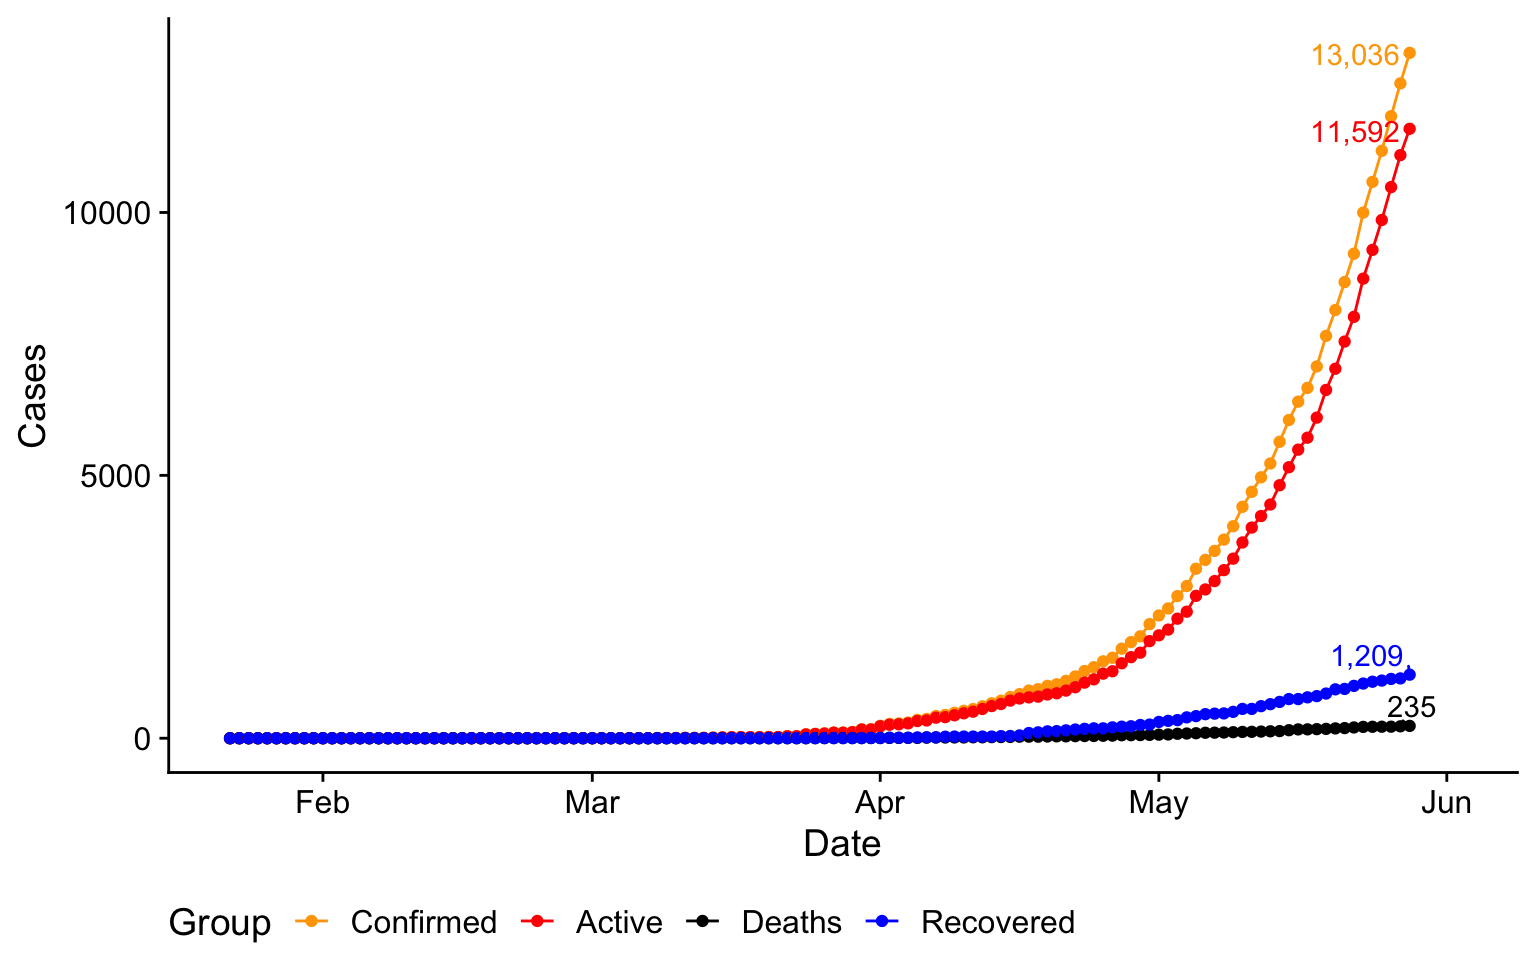 13,036
11,592
10000
5000
1,209
235
0
Cases
Feb Mar Apr May Jun
Date
Group Confirmed Active Deaths Recovered